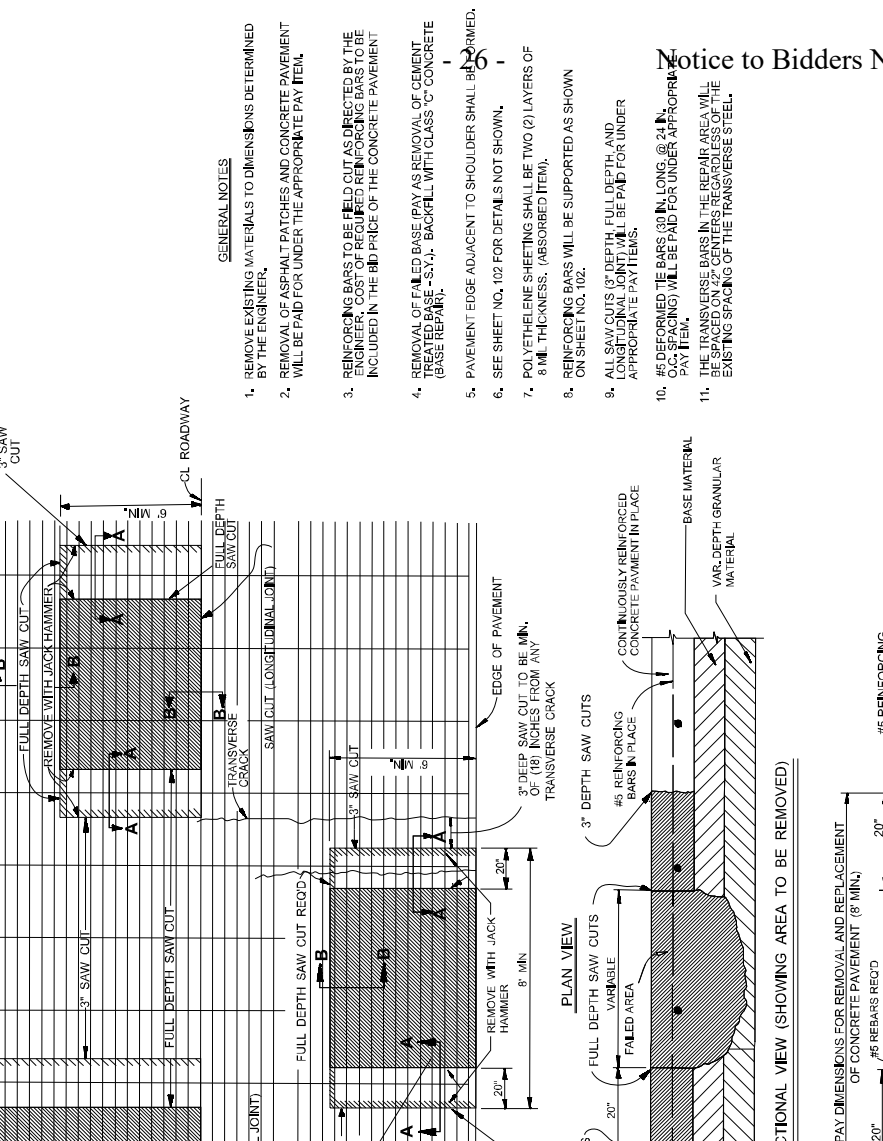 - 26 -
Notice to Bidders N
GENERAL NOTES
1. REMOVE EXISTING MATERIALS TO DIMENSIONS DETERMINED
BY THE ENGINEER.
2. REMOVAL OF ASPHALT PATCHES AND CONCRETE PAVEMENT
WILL BE PAID FOR UNDER THE APPROPRIATE PAY ITEM.
3. REINFORCING BARS TO BE FIELD CUT AS DIRECTED BY THE
ENGINEER. COST OF REQUIRED REINFORCING BARS TO BE
INCLUDED IN THE BID PRICE OF THE CONCRETE PAVEMENT
4. REMOVAL OF FAILED BASE (PAY AS REMOVAL OF CEMENT
TREATED BASE - S.Y.). BACKFILL WITH CLASS "C" CONCRETE
(BASE REPAIR).
5. PAVEMENT EDGE ADJACENT TO SHOULDER SHALL BE FORMED.
6. SEE SHEET NO. 102 FOR DETAILS NOT SHOWN.
7. POLYETHELENE SHEETING SHALL BE TWO (2) LAYERS OF
8 MIL THICKNESS. (ABSORBED ITEM).
8. REINFORCING BARS WILL BE SUPPORTED AS SHOWN
ON SHEET NO. 102.
9. ALL SAW CUTS (3" DEPTH, FULL DEPTH, AND
LONGITUDINAL JOINT) WILL BE PAID FOR UNDER
APPROPRIATE PAY ITEMS.
10. #5 DEFORMED TIE BARS (30 IN. LONG, @ 24 IN.
O.C. SPACING) WILL BE PAID FOR UNDER APPROPRIATE
PAY ITEM.
11. THE TRANSVERSE BARS IN THE REPAIR AREA WILL
BE SPACED ON 42" CENTERS REGARDLESS OF THE
EXISTING SPACING OF THE TRANSVERSE STEEL.
3" SAW
CUT
CL ROADWAY
6' MIN.
A
A
FULL DEPTH
SAW CUT
FULL DEPTH SAW CUT
REMOVE WITH JACK HAMMER
B
B
B
B
A
A
SAW CUT (LONGITUDINAL JOINT)
TRANSVERSE
CRACK
3" SAW CUT
FULL DEPTH SAW CUT
JOINT)
EDGE OF PAVEMENT
6' MIN.
3" SAW CUT
3" DEEP SAW CUT TO BE MIN.
OF (18) INCHES FROM ANY
TRANSVERSE CRACK
FULL DEPTH SAW CUT REQ'D
B
B
A
A
A
A
20"
REMOVE WITH JACK
HAMMER
8' MIN
20"
PLAN VIEW
3" DEPTH SAW CUTS
#5 REINFORCING
BARS IN PLACE
CONTINUOUSLY REINFORCED
CONCRETE PAVMENT IN PLACE
BASE MATERIAL
VAR. DEPTH GRANULAR
MATERIAL
FULL DEPTH SAW CUTS
VARIABLE
FAILED AREA
20"
CTIONAL VIEW (SHOWING AREA TO BE REMOVED)
PAY DIMENSIONS FOR REMOVAL AND REPLACEMENT
OF CONCRETE PAVEMENT (8' MIN.)
#5 REBARS REQ'D
20"
20"
#5 REINFORCING